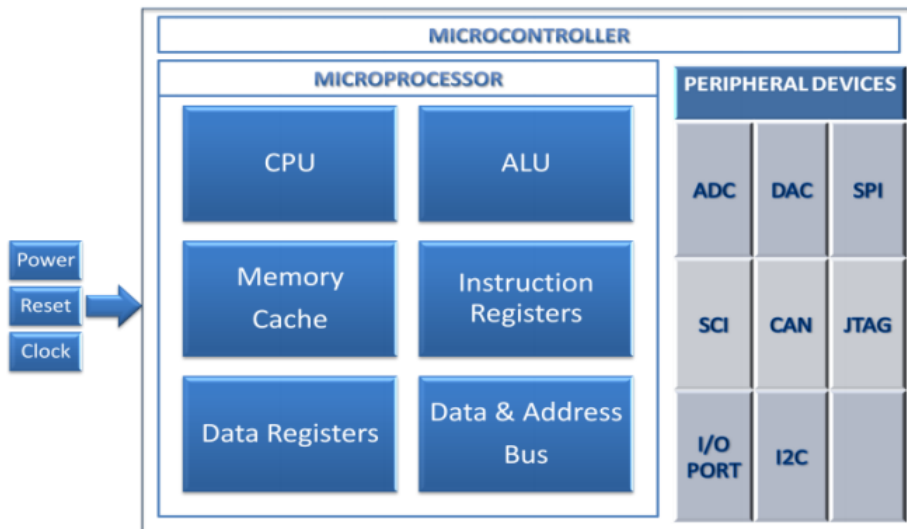 MICROCONTROLLER
MICROPROCESSOR
CPU
ALU
Memory
Cache
Instruction
Registers
Data Registers
Data & Address
Bus
Power
Reset
Clock
PERIPHERAL DEVICES
ADC
DAC
SPI
SCI
CAN
JTAG
I/O
PORT
I2C